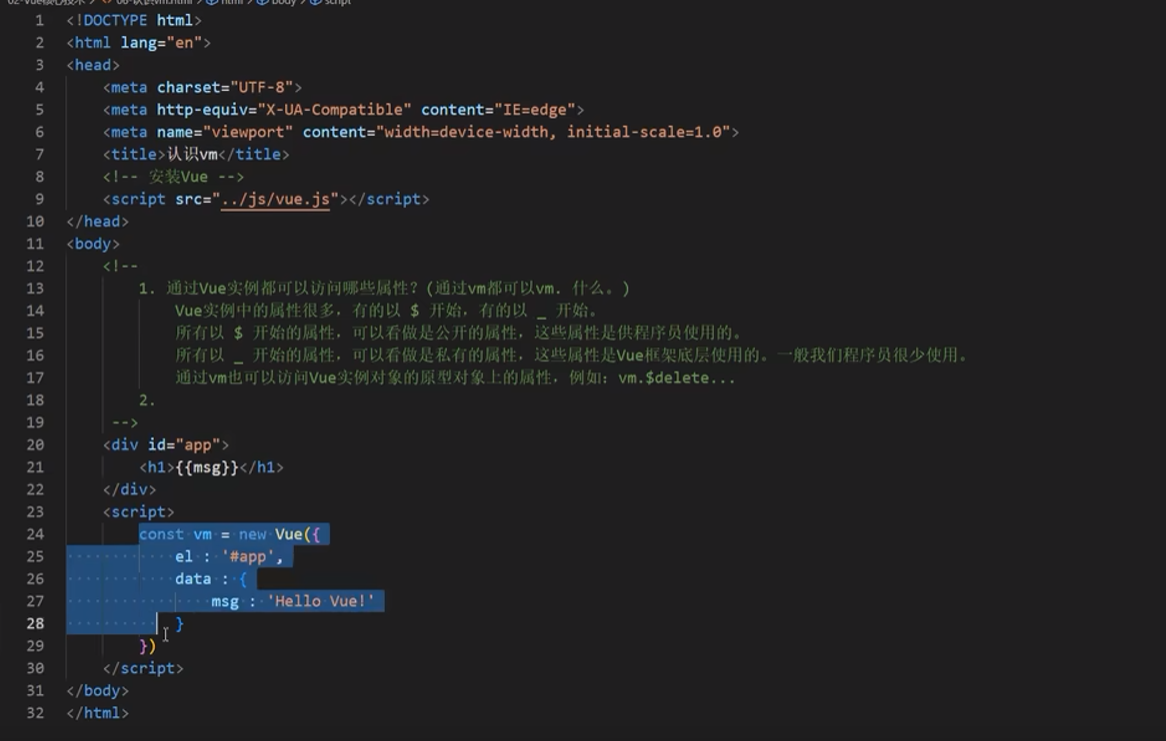 02-Vue核心技术 > 06-认识vm.html > html > body > script
1 <!DOCTYPE html>
2 <html lang="en">
3 <head>
4 <meta charset="UTF-8">
5 <meta http-equiv="X-UA-Compatible" content="IE=edge">
6 <meta name="viewport" content="width=device-width, initial-scale=1.0">
7 <title>认识vm</title>
8 <!-- 安装Vue -->
9 <script src="../js/vue.js"></script>
10 </head>
11 <body>
12 <!--
13 1. 通过Vue实例都可以访问哪些属性？(通过vm都可以vm. 什么。)
14 Vue实例中的属性很多，有的以 $ 开始，有的以 _ 开始。
15 所有以 $ 开始的属性，可以看做是公开的属性，这些属性是供程序员使用的。
16 所有以 _ 开始的属性，可以看做是私有的属性，这些属性是Vue框架底层使用的。一般我们程序员很少使用。
17 通过vm也可以访问Vue实例对象的原型对象上的属性，例如：vm.$delete...
18 2.
19 -->
20 <div id="app">
21 <h1>{{msg}}</h1>
22 </div>
23 <script>
24 const vm = new Vue({
25 el : '#app',
26 data : {
27 msg : 'Hello Vue!'
28 }
29 })
30 </script>
31 </body>
32 </html>